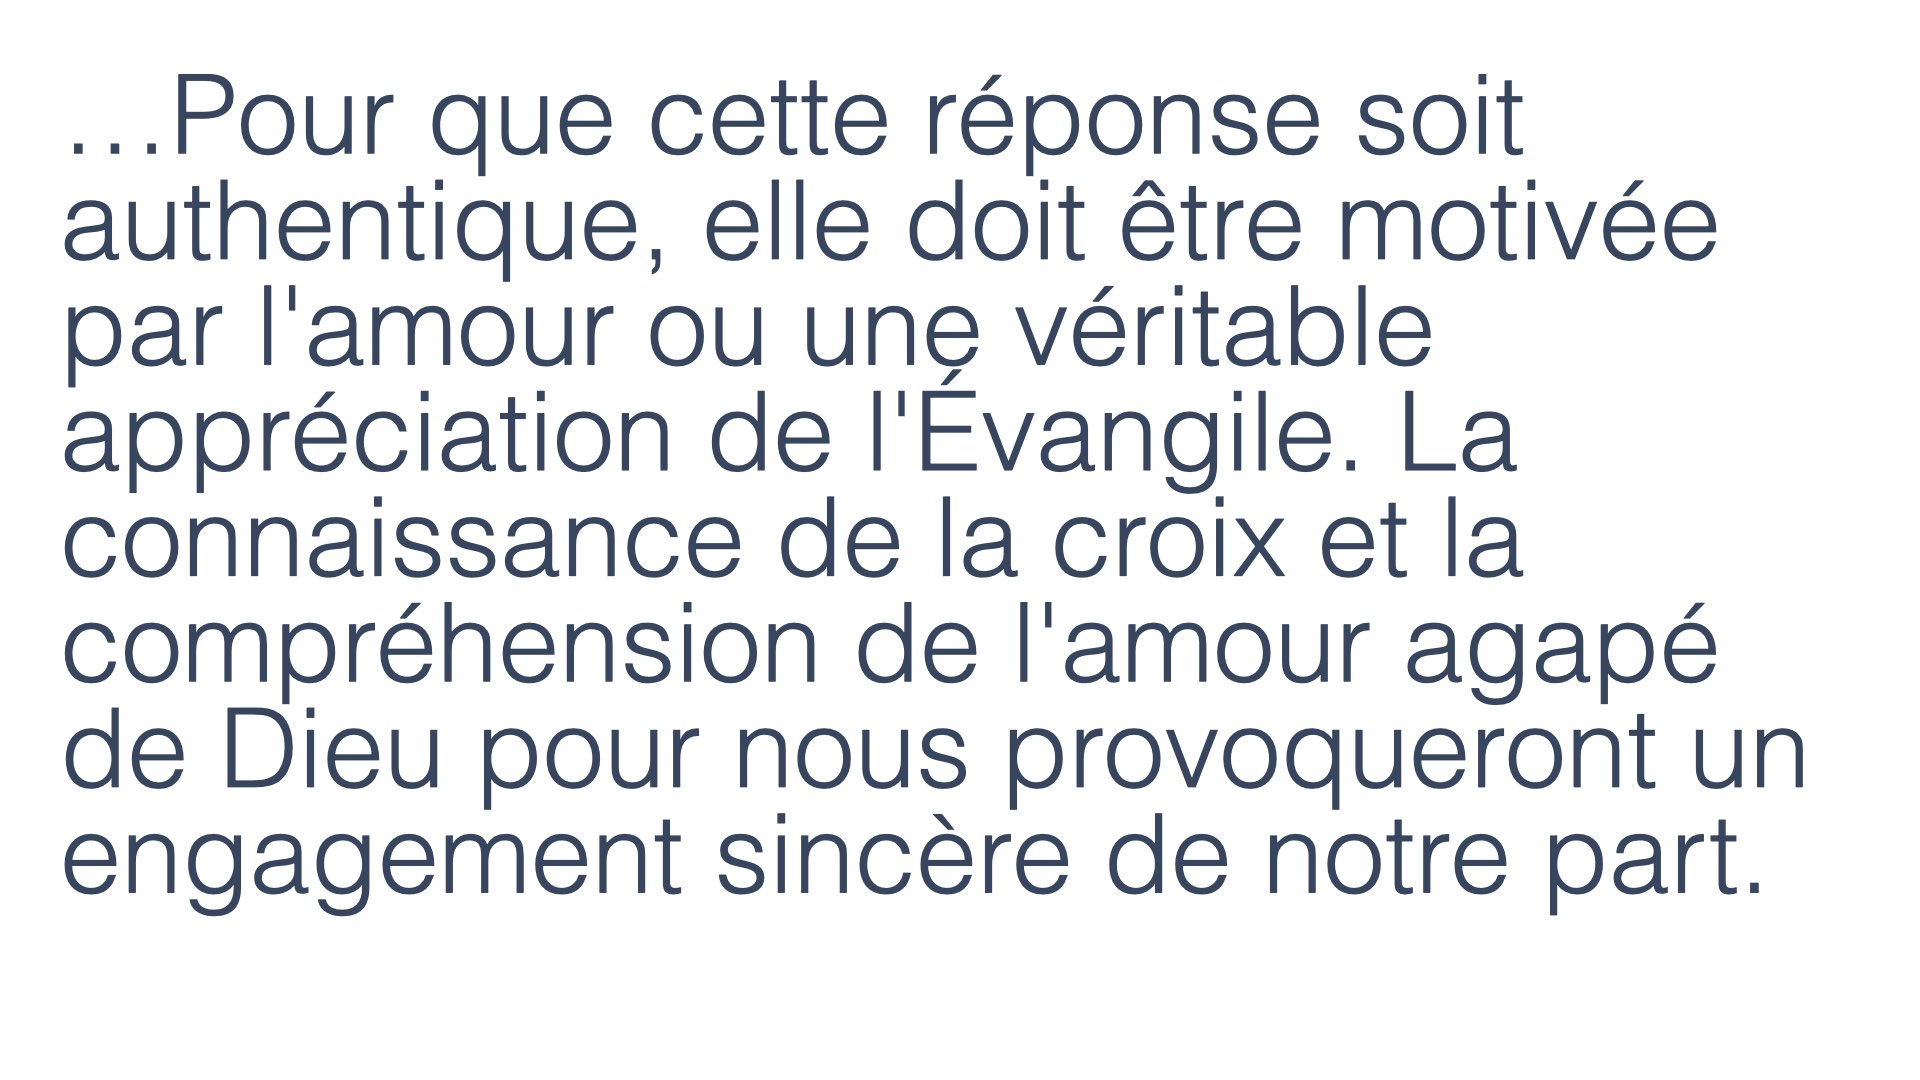 …Pour que cette réponse soit
authentique, elle doit être motivée
par l'amour ou une véritable
appréciation de l'Évangile. La
connaissance de la croix et la
compréhension de l'amour agapé
de Dieu pour nous provoqueront un
engagement sincère de notre part.